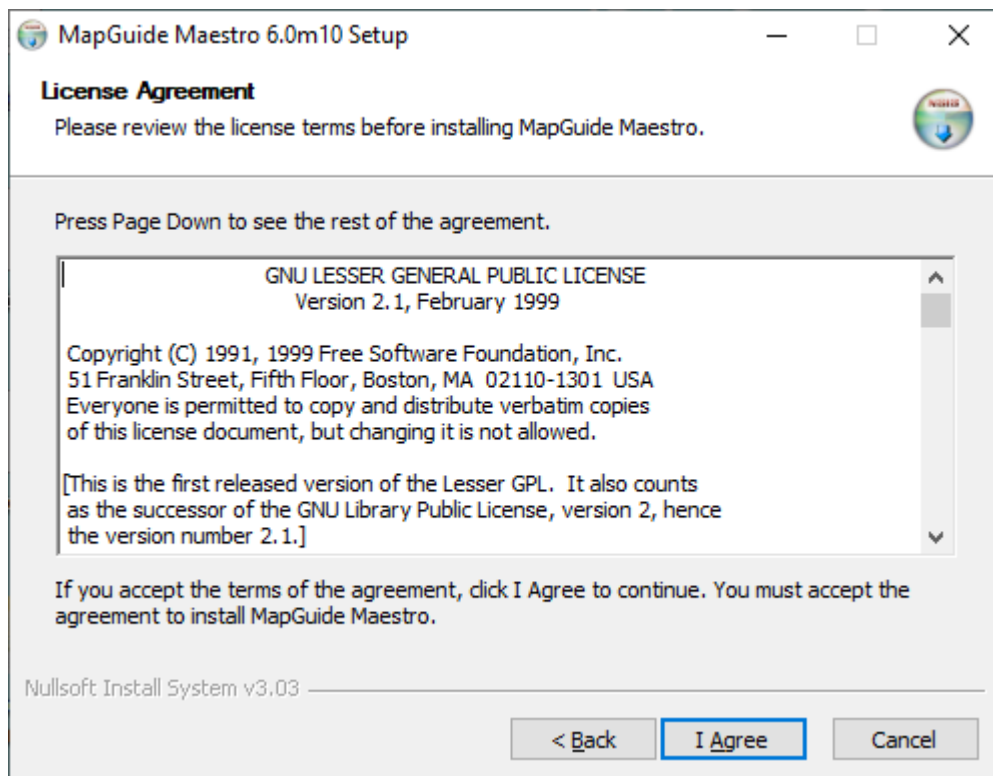 MapGuide Maestro 6.0m10 Setup
License Agreement
Please review the license terms before installing MapGuide Maestro.
Press Page Down to see the rest of the agreement.
GNU LESSER GENERAL PUBLIC LICENSE
Version 2.1, February 1999
Copyright (C) 1991, 1999 Free Software Foundation, Inc.
51 Franklin Street, Fifth Floor, Boston, MA  02110-1301  USA
Everyone is permitted to copy and distribute verbatim copies
of this license document, but changing it is not allowed.
[This is the first released version of the Lesser GPL.  It also counts
as the successor of the GNU Library Public License, version 2, hence
the version number 2.1.]
If you accept the terms of the agreement, click I Agree to continue. You must accept the
agreement to install MapGuide Maestro.
Nullsoft Install System v3.03
< Back
I Agree
Cancel